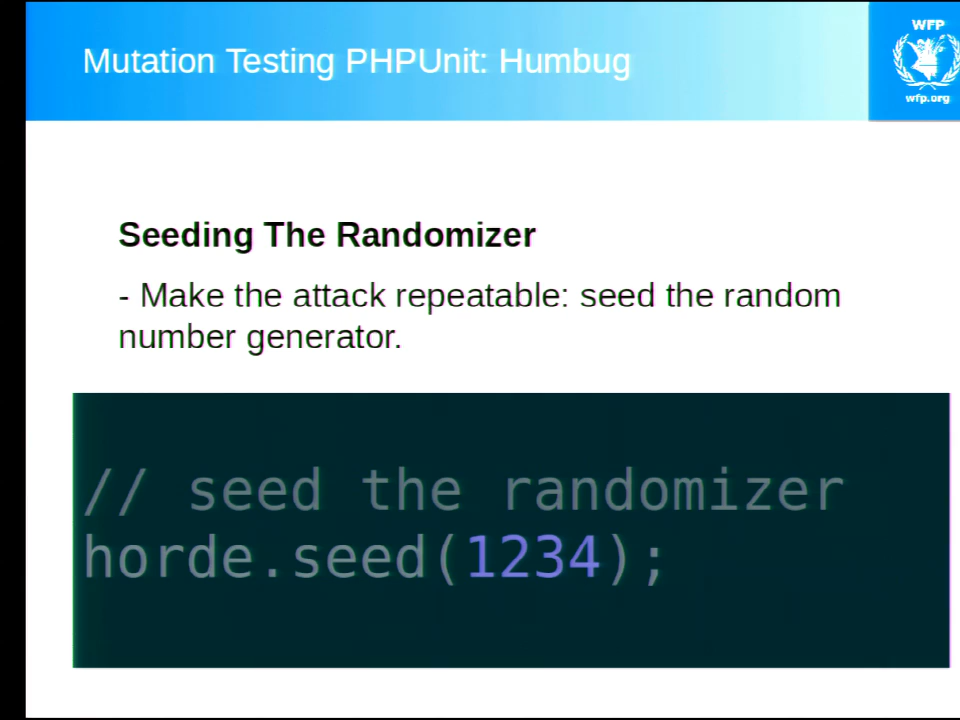 Mutation Testing PHPUnit: Humbug
WFP
wfp.org
Seeding The Randomizer
- Make the attack repeatable: seed the random
number generator.
// seed the randomizer
horde.seed(1234);